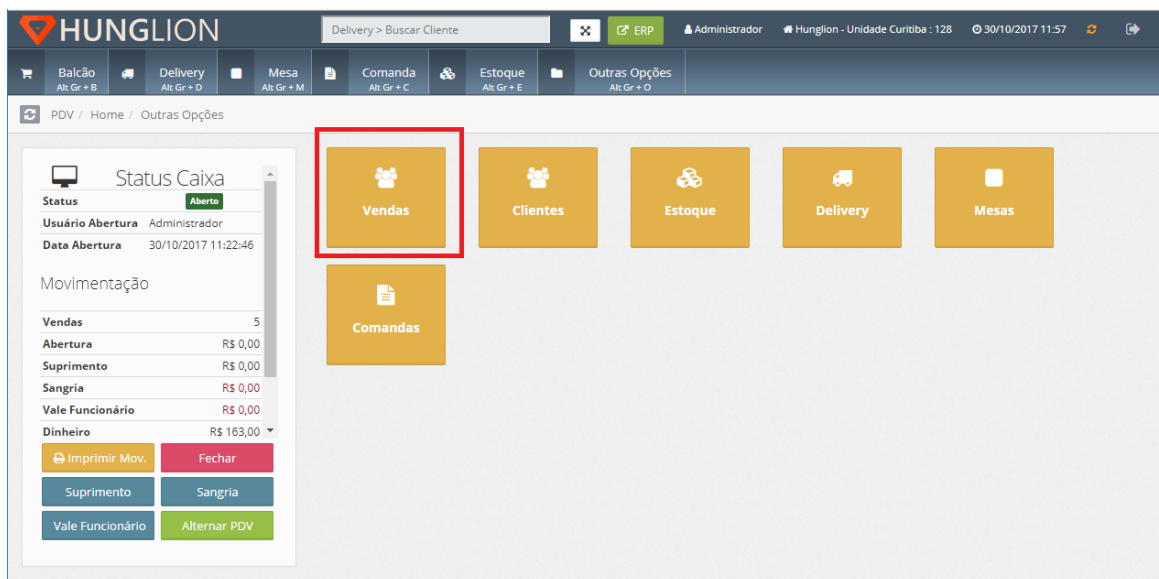 HUNGLION
Delivery > Buscar Cliente
ERP
Administrador
Hunglion - Unidade Curitiba : 128
30/10/2017 11:57
Balcão
Alt Gr + B
Delivery
Alt Gr + D
Mesa
Alt Gr + M
Comanda
Alt Gr + C
Estoque
Alt Gr + E
Outras Opções
Alt Gr + O
PDV / Home / Outras Opções
Status Caixa
Status Aberto
Usuário Abertura Administrador
Data Abertura 30/10/2017 11:22:46
Movimentação
Vendas 5
Abertura R$ 0,00
Suprimento R$ 0,00
Sangria R$ 0,00
Vale Funcionário R$ 0,00
Dinheiro R$ 163,00
Imprimir Mov.
Fechar
Suprimento
Sangria
Vale Funcionário
Alternar PDV
Vendas
Clientes
Estoque
Delivery
Mesas
Comandas